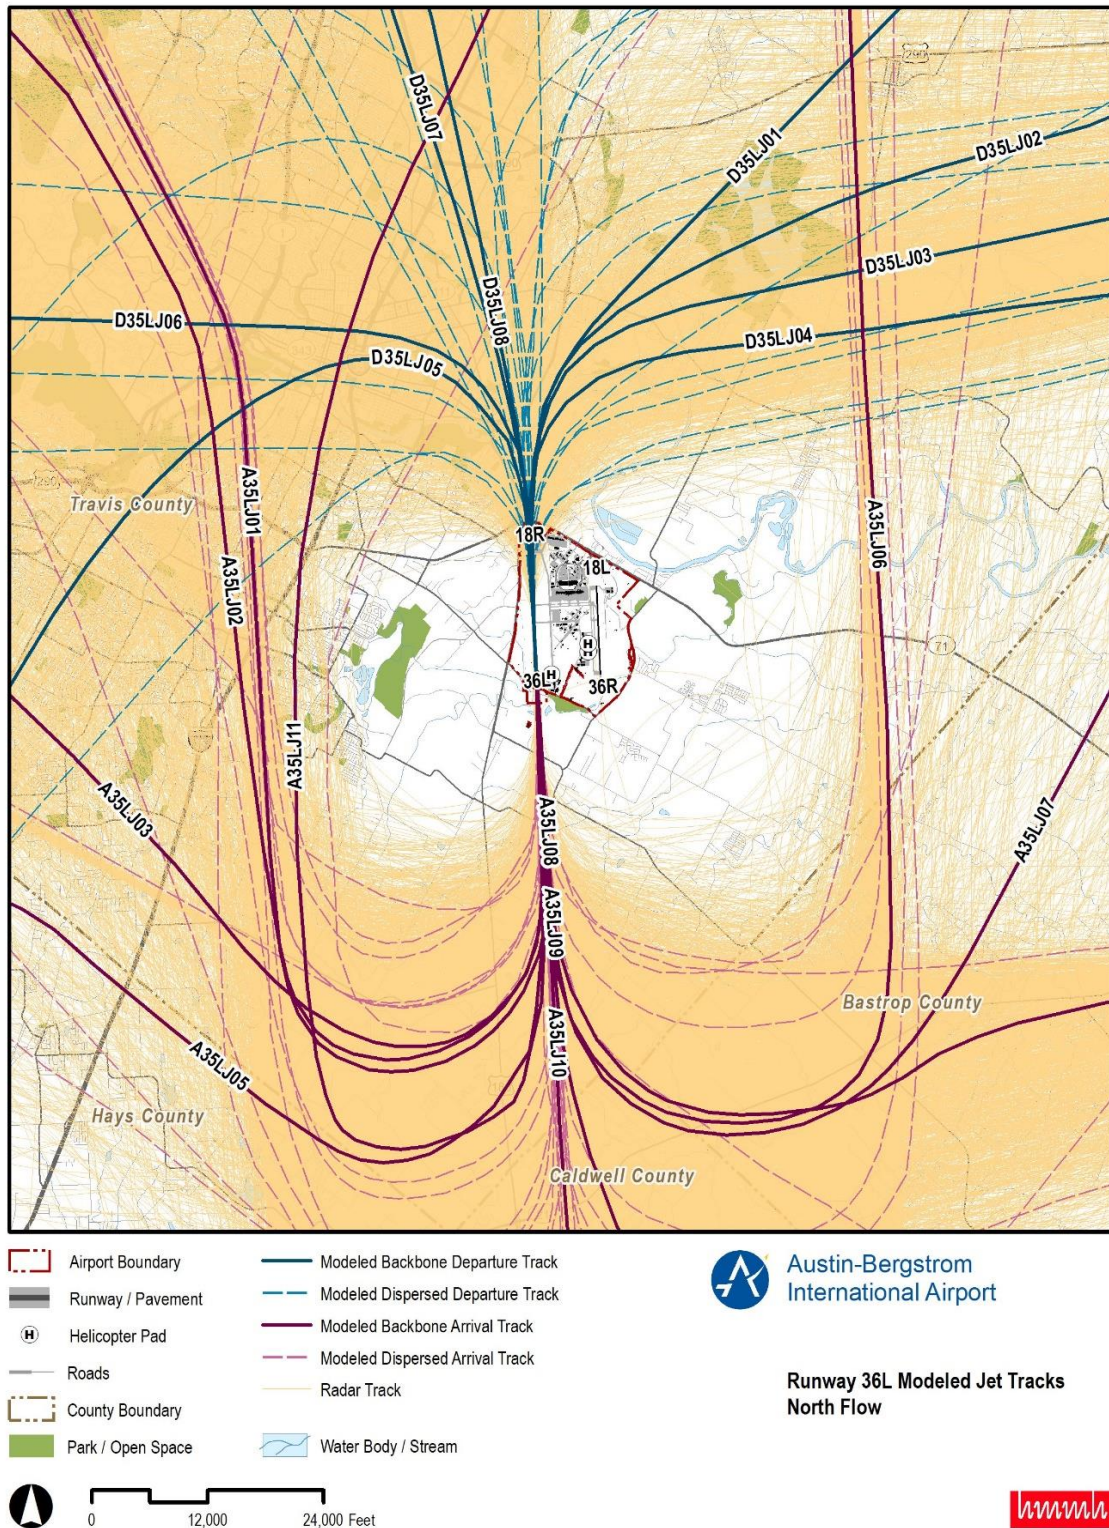 290
D35LJ07
D35LJ01
D35LJ02
D35LJ03
D35LJ08
D35LJ06
D35LJ04
D35LJ05
290
Travis County
A35LJ01
A35LJ06
18R
18L
A35LJ02
71
H
H
36L
36R
A35LJ11
A35LJ03
A35LJ08
A35LJ07
A35LJ09
Bastrop County
A35LJ10
A35LJ05
Hays County
Caldwell County
Airport Boundary
Runway / Pavement
H Helicopter Pad
Roads
County Boundary
Park / Open Space
Modeled Backbone Departure Track
Modeled Dispersed Departure Track
Modeled Backbone Arrival Track
Modeled Dispersed Arrival Track
Radar Track
Water Body / Stream
Austin-Bergstrom
International Airport
Runway 36L Modeled Jet Tracks
North Flow
0 12,000 24,000 Feet
hmmh